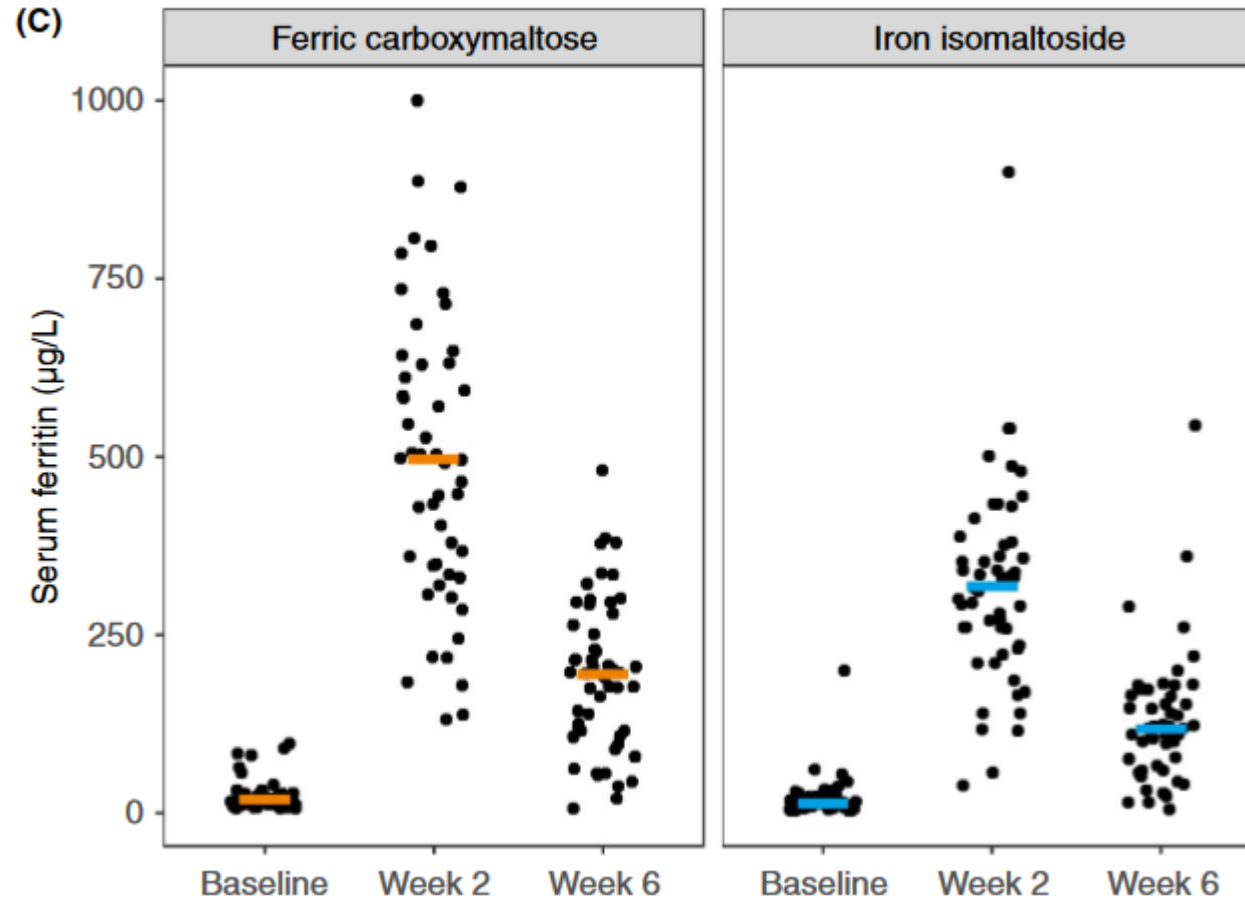 (C)
Ferric carboxymaltose
Iron isomaltoside
Serum ferritin (µg/L)
1000
750
500
250
0
Baseline
Week 2
Week 6
Baseline
Week 2
Week 6